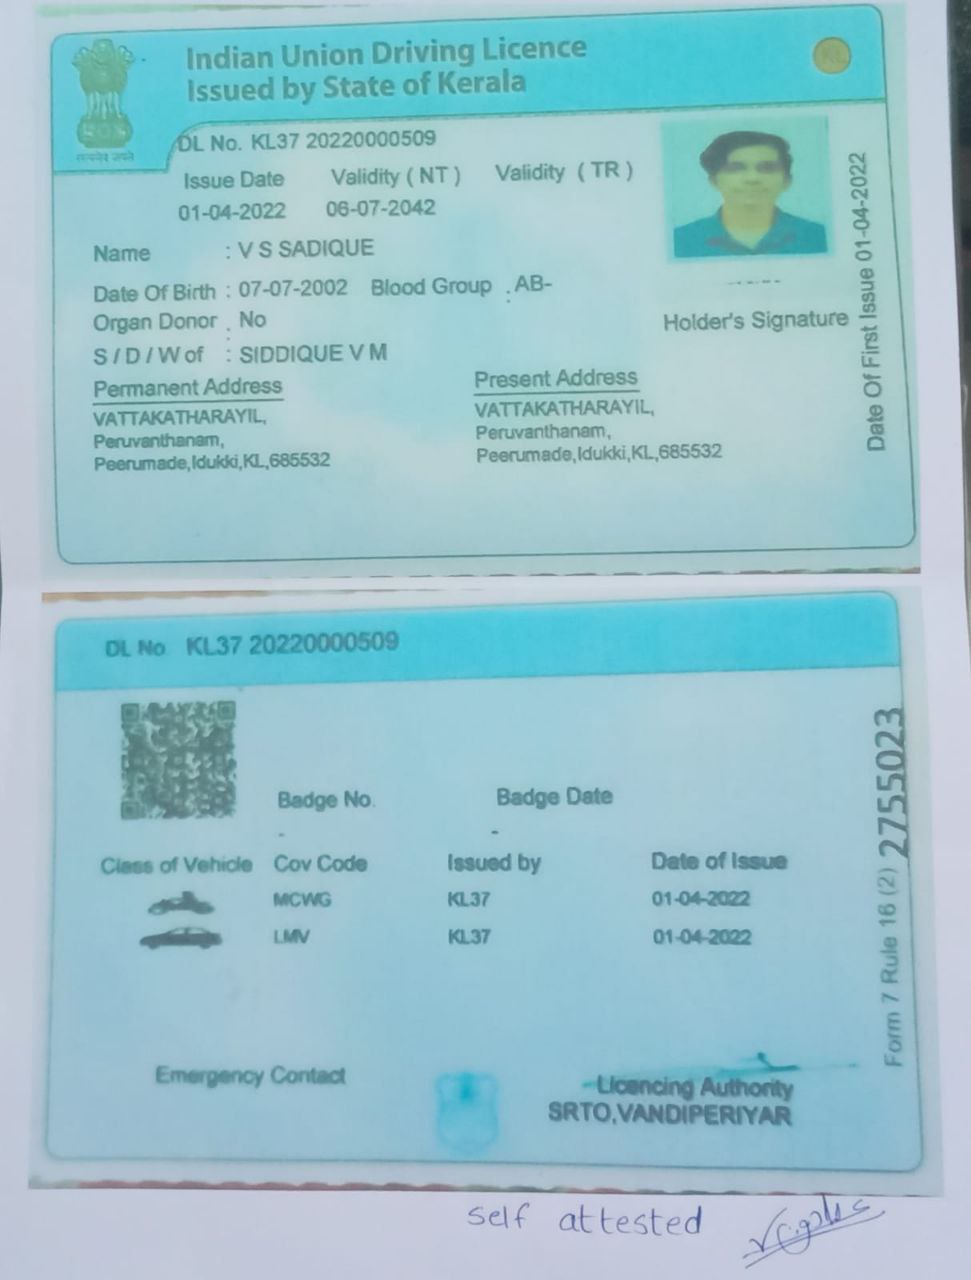 Indian Union Driving Licence
Issued by State of Kerala
सत्यमेव जयते
DL No. KL37 20220000509
Issue Date Validity ( NT ) Validity ( TR )
01-04-2022 06-07-2042
Name : V S SADIQUE
Date Of Birth : 07-07-2002 Blood Group : AB-
Organ Donor : No
S / D / W of : SIDDIQUE V M
Holder's Signature
Date Of First Issue 01-04-2022
Permanent Address
VATTAKATHARAYIL,
Peruvanthanam,
Peerumade,Idukki,KL,685532
Present Address
VATTAKATHARAYIL,
Peruvanthanam,
Peerumade,Idukki,KL,685532
DL No KL37 20220000509
Badge No. Badge Date
- -
Class of Vehicle Cov Code Issued by Date of Issue
MCWG KL37 01-04-2022
LMV KL37 01-04-2022
Form 7 Rule 16 (2) 2755023
Emergency Contact
Licencing Authority
SRTO,VANDIPERIYAR
self attested